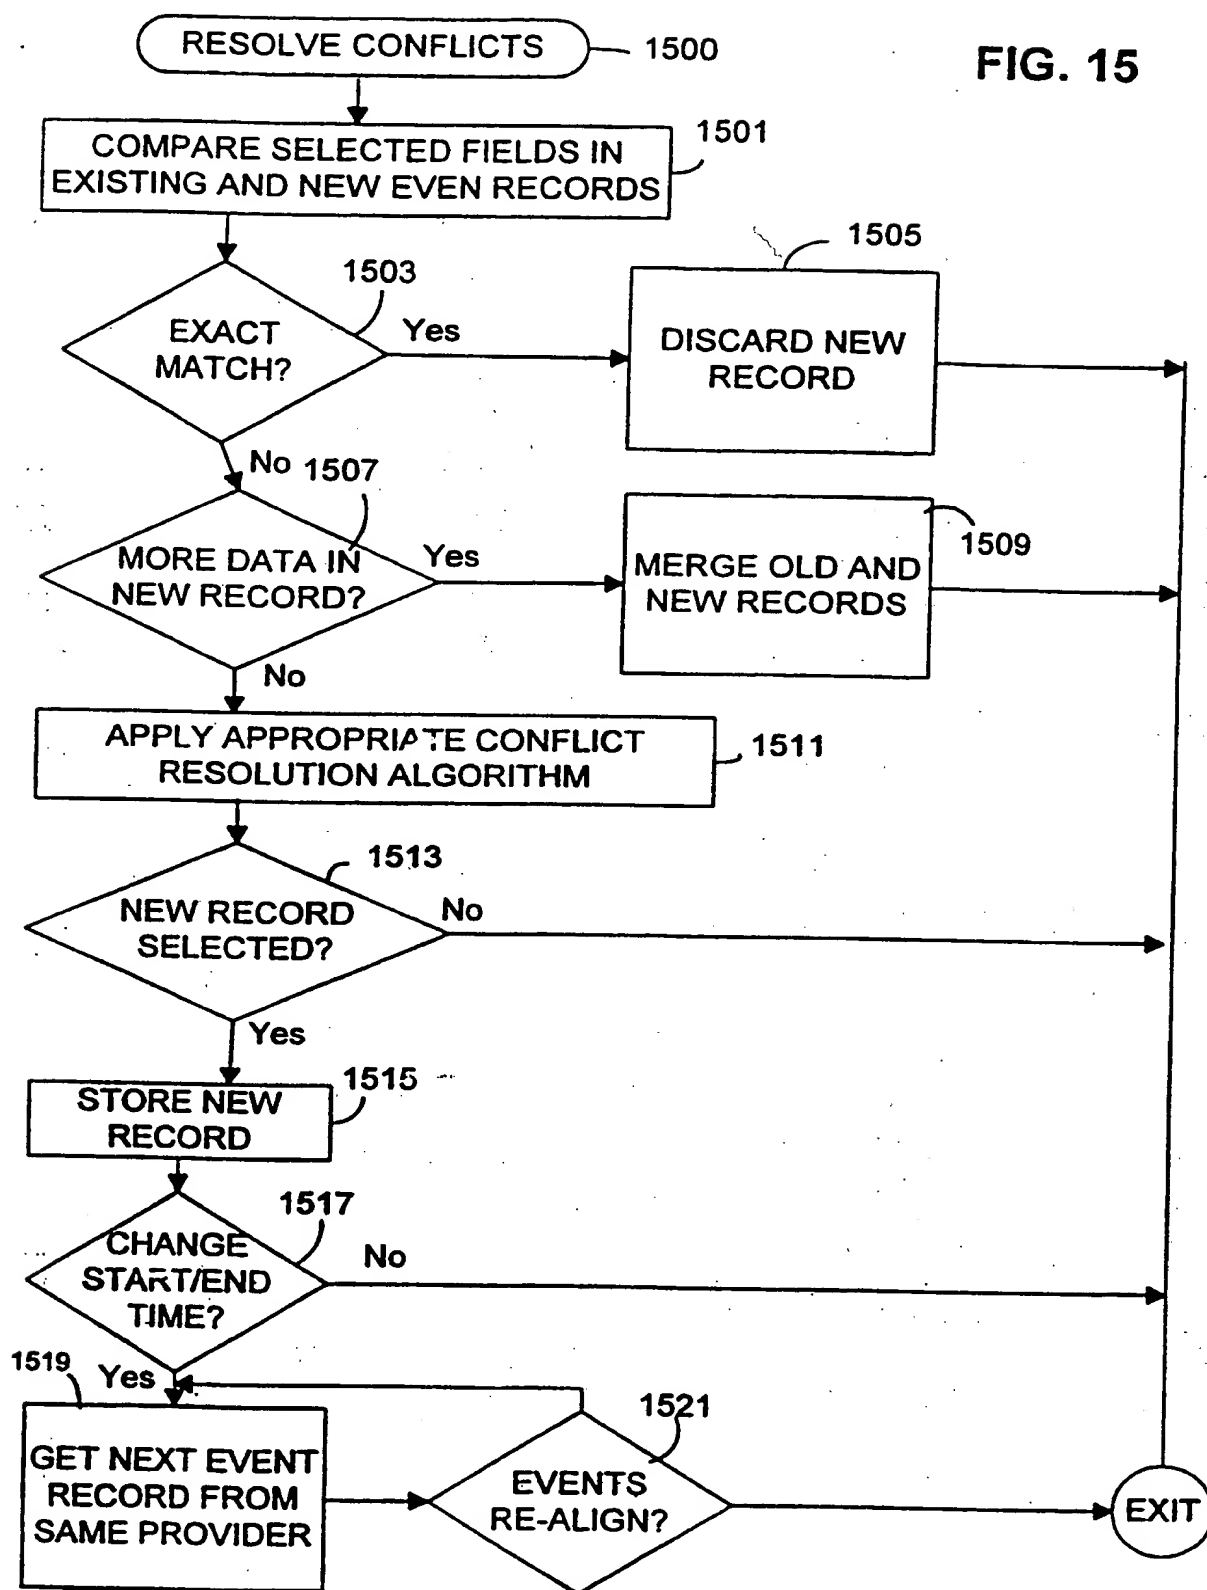 RESOLVE CONFLICTS
1500
FIG. 15
COMPARE SELECTED FIELDS IN
EXISTING AND NEW EVEN RECORDS
1501
EXACT
MATCH?
1503
Yes
DISCARD NEW
RECORD
1505
No
MORE DATA IN
NEW RECORD?
1507
Yes
MERGE OLD AND
NEW RECORDS
1509
No
APPLY APPROPRIATE CONFLICT
RESOLUTION ALGORITHM
1511
NEW RECORD
SELECTED?
1513
No
Yes
STORE NEW
RECORD
1515
CHANGE
START/END
TIME?
1517
No
Yes
1519
GET NEXT EVENT
RECORD FROM
SAME PROVIDER
EVENTS
RE-ALIGN?
1521
EXIT